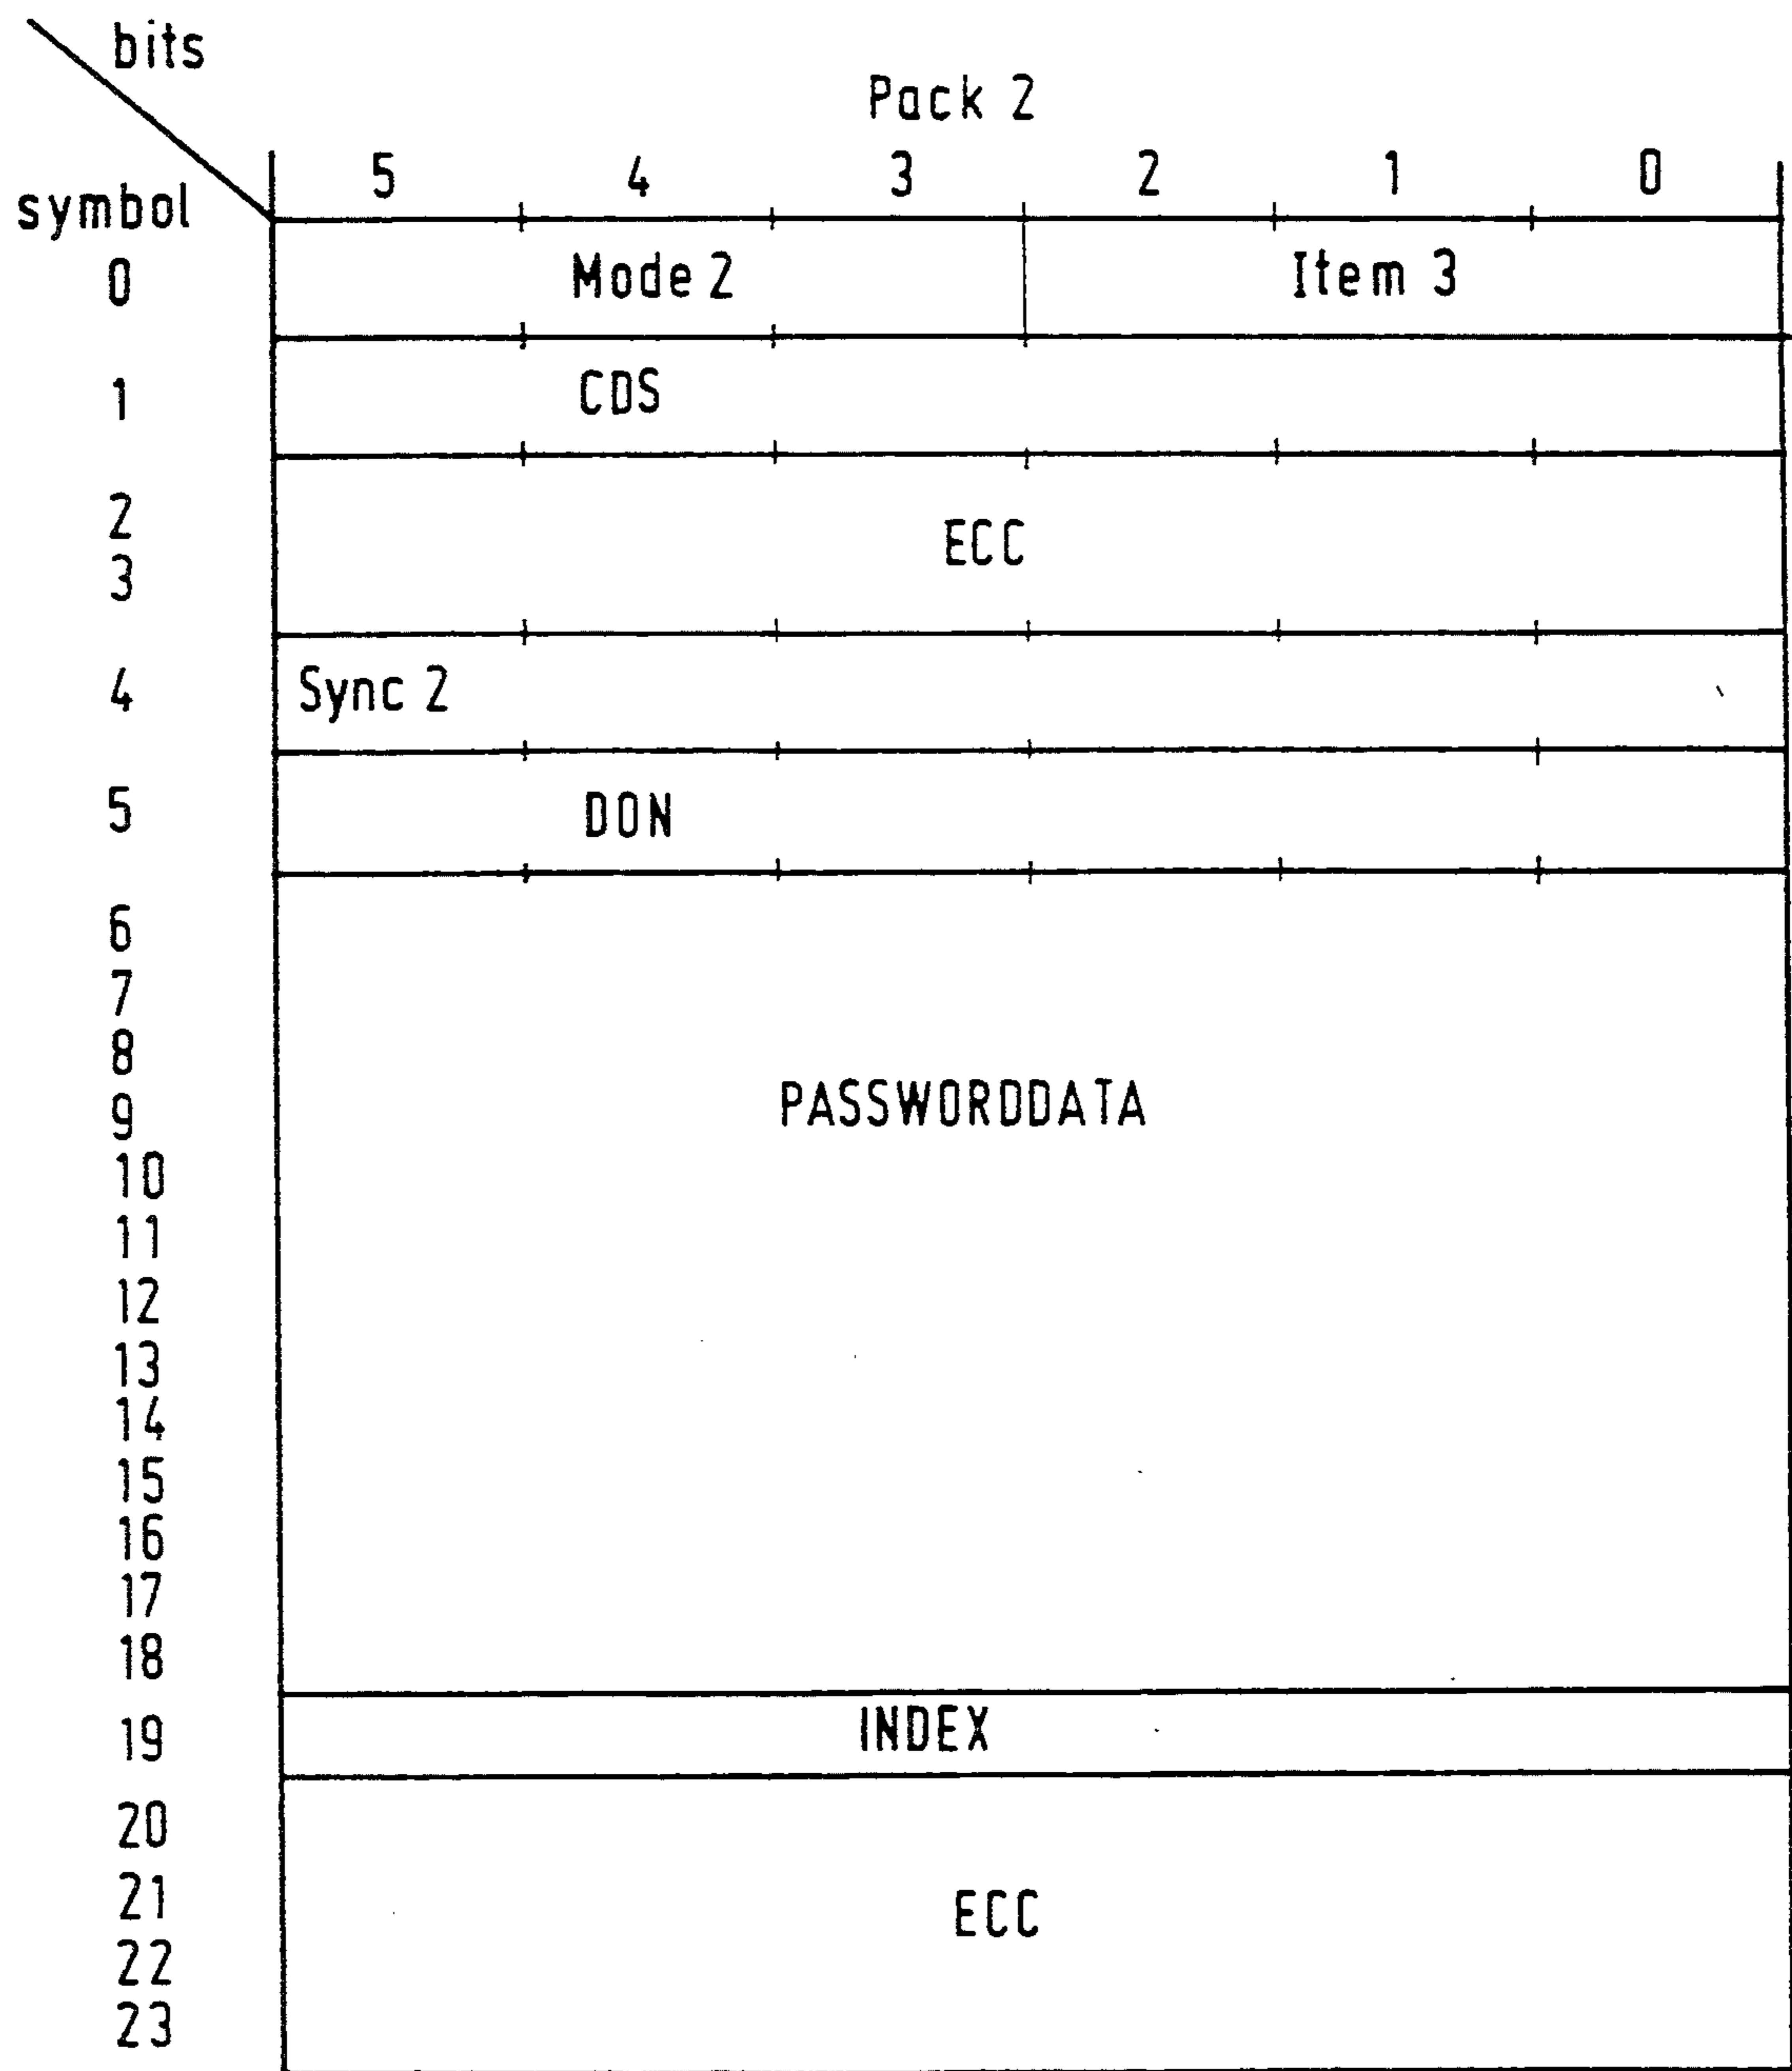 bits
Pack 2
symbol 5 4 3 2 1 0
0 Mode 2 Item 3
1 CDS
2
ECC
3
4 Sync 2
5 DON
6
7
8
9 PASSWORDDATA
10
11
12
13
14
15
16
17
18
19 INDEX
20
21 ECC
22
23